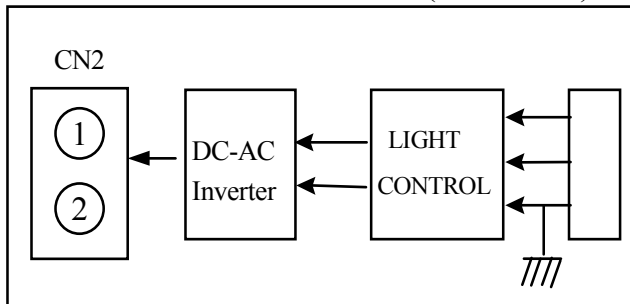 CN2
1
2
DC-AC
Inverter
LIGHT
CONTROL